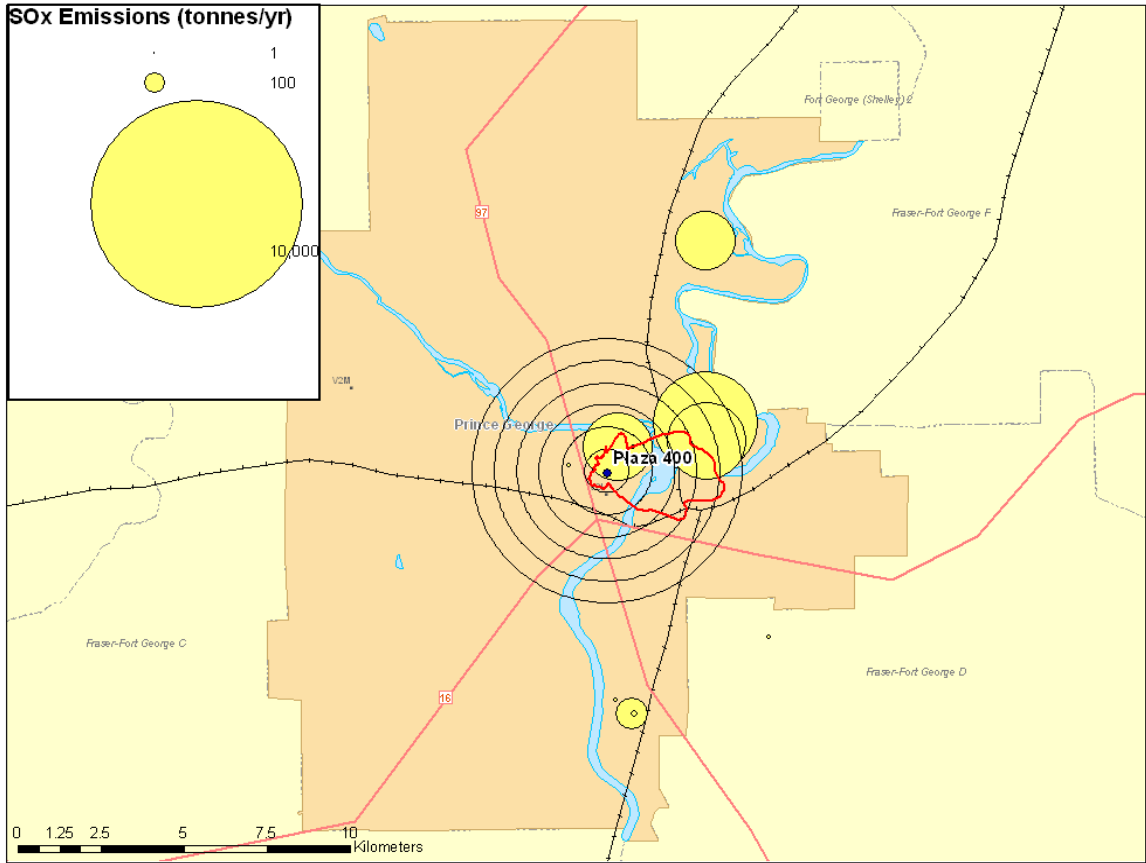 SOx Emissions (tonnes/yr)
1
100
10,000
Fort George (Shelley) 2
97
Fraser-Fort George F
V2M
Prince George
Plaza 400
Fraser-Fort George C
Fraser-Fort George D
16
0 1.25 2.5 5 7.5 10
Kilometers